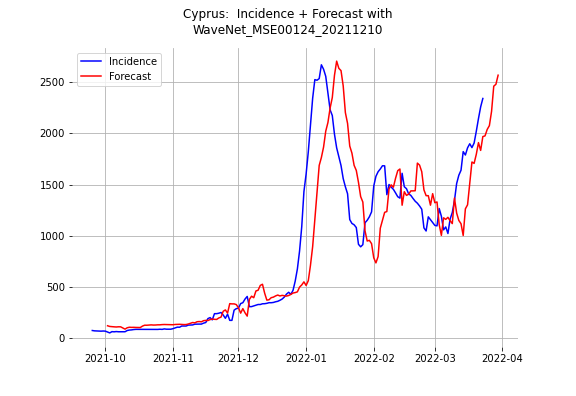 Cyprus:  Incidence + Forecast with
WaveNet_MSE00124_20211210
Incidence
Forecast
2500
2000
1500
1000
500
0
2021-10 2021-11 2021-12 2022-01 2022-02 2022-03 2022-04